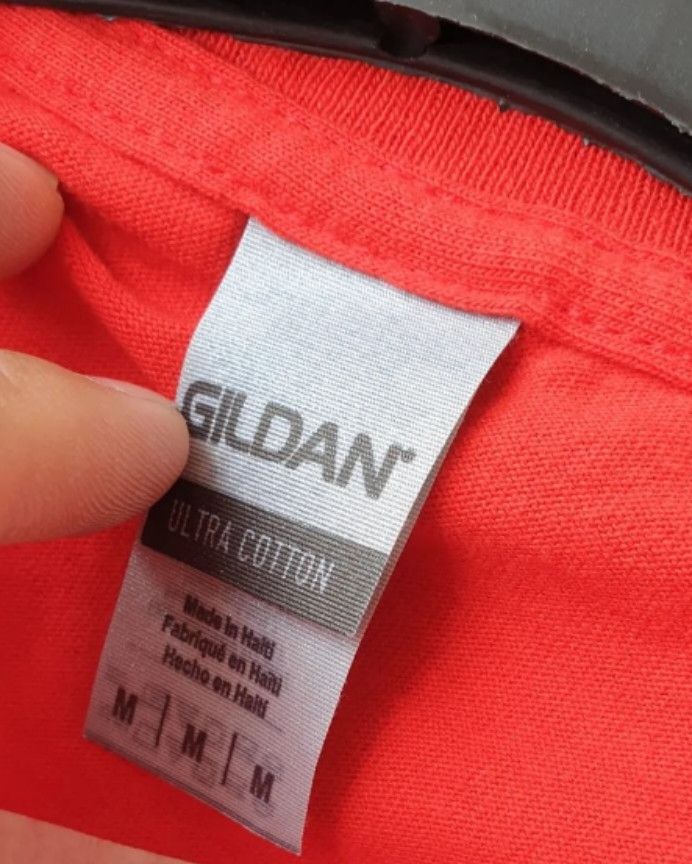 GILDAN®
ULTRA COTTON
Made in Haiti
Fabriqué en Haïti
Hecho en Haití
M | M | M